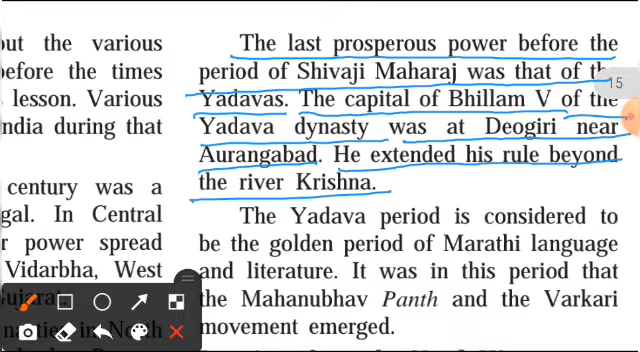 out the various
before the times
lesson. Various
ndia during that
century was a
gal. In Central
r power spread
Vidarbha, West
Gujarat.
in North
The last prosperous power before the
period of Shivaji Maharaj was that of the
Yadavas. The capital of Bhillam V of the
Yadava dynasty was at Deogiri near
Aurangabad. He extended his rule beyond
the river Krishna.
The Yadava period is considered to
be the golden period of Marathi language
and literature. It was in this period that
the Mahanubhav Panth and the Varkari
movement emerged.
15